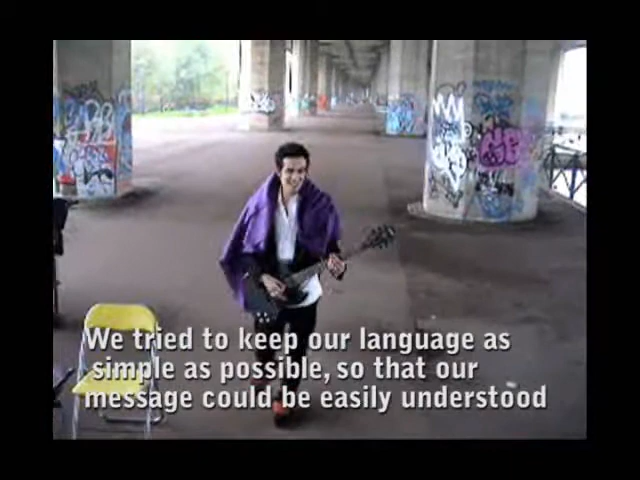 We tried to keep our language as
simple as possible, so that our
message could be easily understood